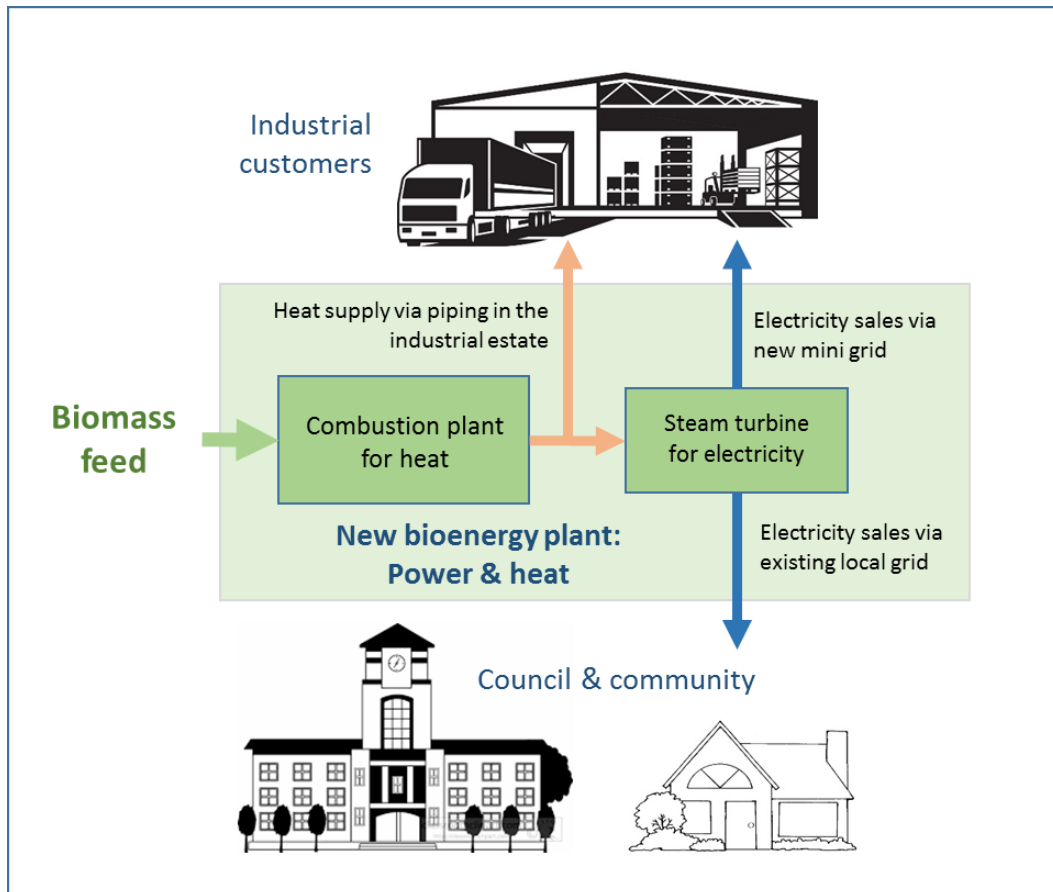 Industrial
customers
Heat supply via piping in the
industrial estate
Electricity sales via
new mini grid
Biomass
feed
Combustion plant
for heat
Steam turbine
for electricity
New bioenergy plant:
Power & heat
Electricity sales via
existing local grid
Council & community